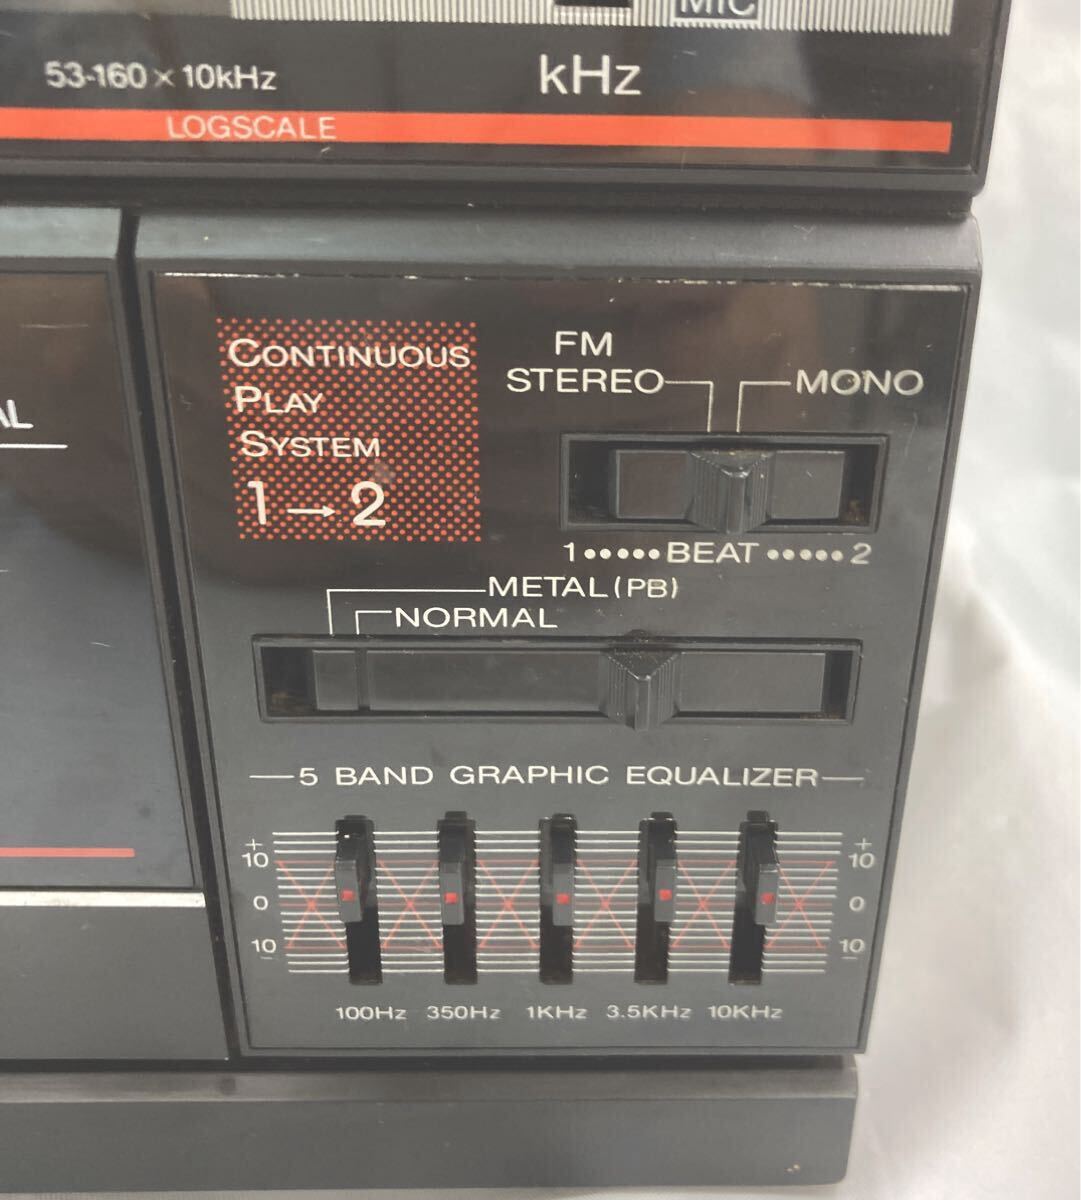 MIC
53-160 × 10kHz
kHz
LOGSCALE
CONTINUOUS
PLAY
SYSTEM
1→2
FM
STEREO
MONO
1•••••BEAT•••••2
METAL(PB)
NORMAL
5 BAND GRAPHIC EQUALIZER
+ +
10 10
0 0
10 10
- -
100Hz 350Hz 1KHz 3.5KHz 10KHz